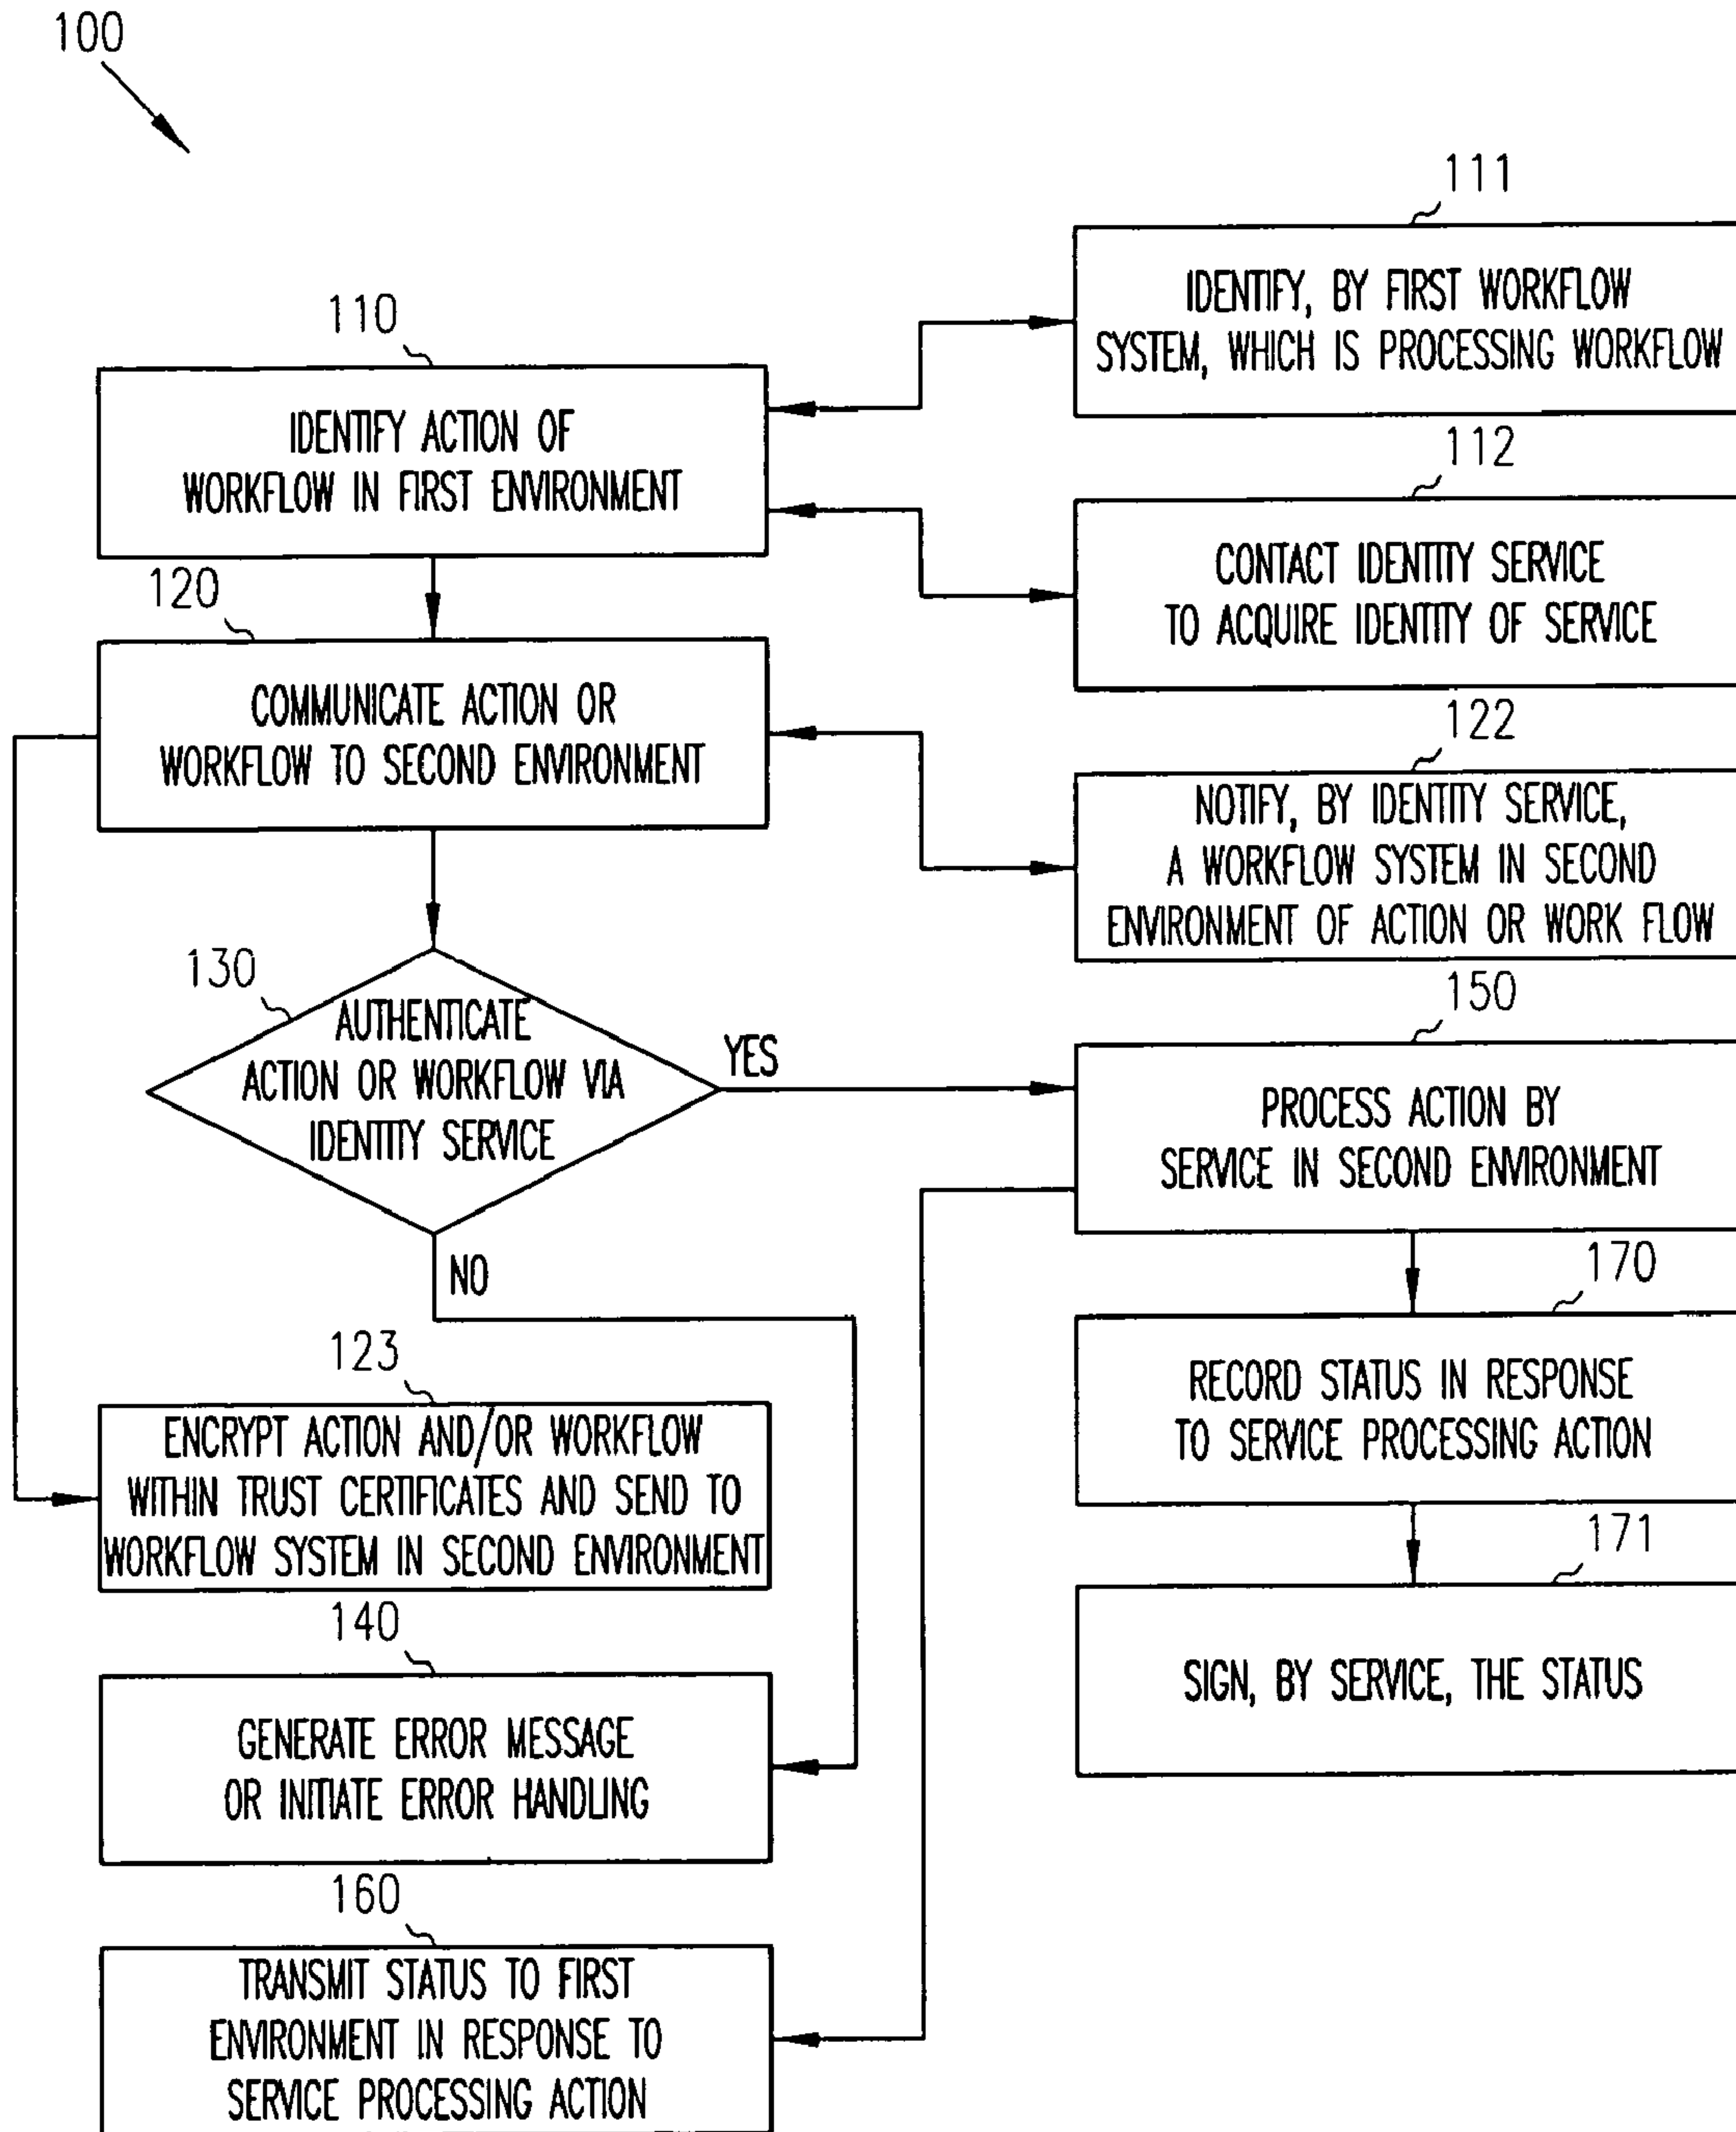 100
110
IDENTIFY ACTION OF
WORKFLOW IN FIRST ENVIRONMENT
111
IDENTIFY, BY FIRST WORKFLOW
SYSTEM, WHICH IS PROCESSING WORKFLOW
112
CONTACT IDENTITY SERVICE
TO ACQUIRE IDENTITY OF SERVICE
120
COMMUNICATE ACTION OR
WORKFLOW TO SECOND ENVIRONMENT
122
NOTIFY, BY IDENTITY SERVICE,
A WORKFLOW SYSTEM IN SECOND
ENVIRONMENT OF ACTION OR WORK FLOW
130
AUTHENTICATE
ACTION OR WORKFLOW VIA
IDENTITY SERVICE
YES
NO
150
PROCESS ACTION BY
SERVICE IN SECOND ENVIRONMENT
123
ENCRYPT ACTION AND/OR WORKFLOW
WITHIN TRUST CERTIFICATES AND SEND TO
WORKFLOW SYSTEM IN SECOND ENVIRONMENT
170
RECORD STATUS IN RESPONSE
TO SERVICE PROCESSING ACTION
140
GENERATE ERROR MESSAGE
OR INITIATE ERROR HANDLING
171
SIGN, BY SERVICE, THE STATUS
160
TRANSMIT STATUS TO FIRST
ENVIRONMENT IN RESPONSE TO
SERVICE PROCESSING ACTION